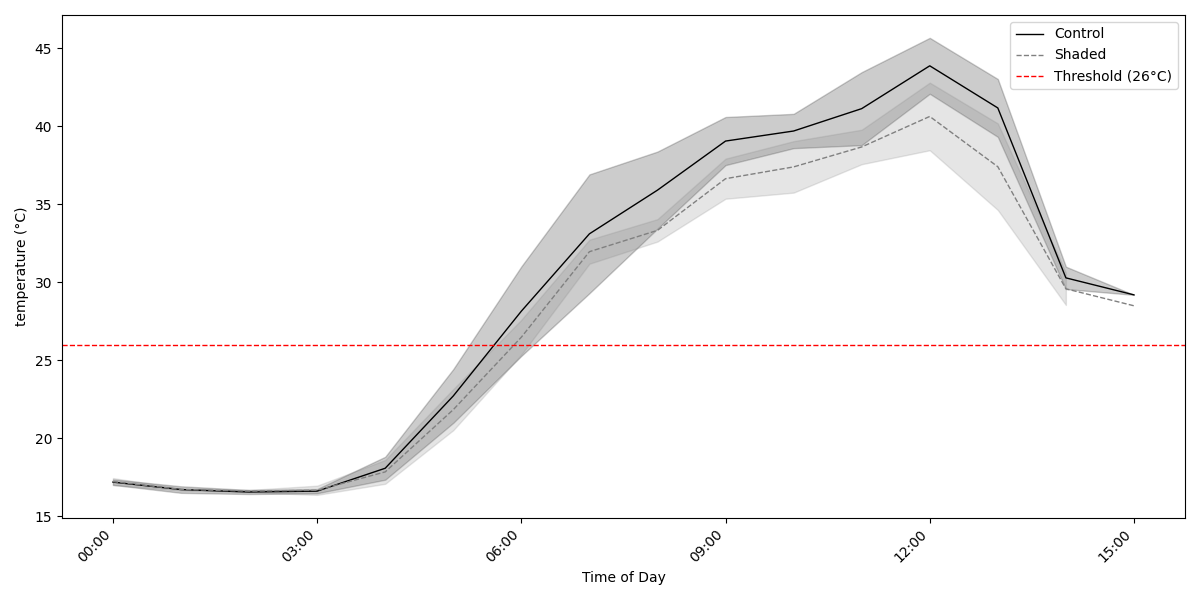 Control
Shaded
Threshold (26°C)
temperature (°C)
45
40
35
30
25
20
15
00:00
03:00
06:00
09:00
12:00
15:00
Time of Day